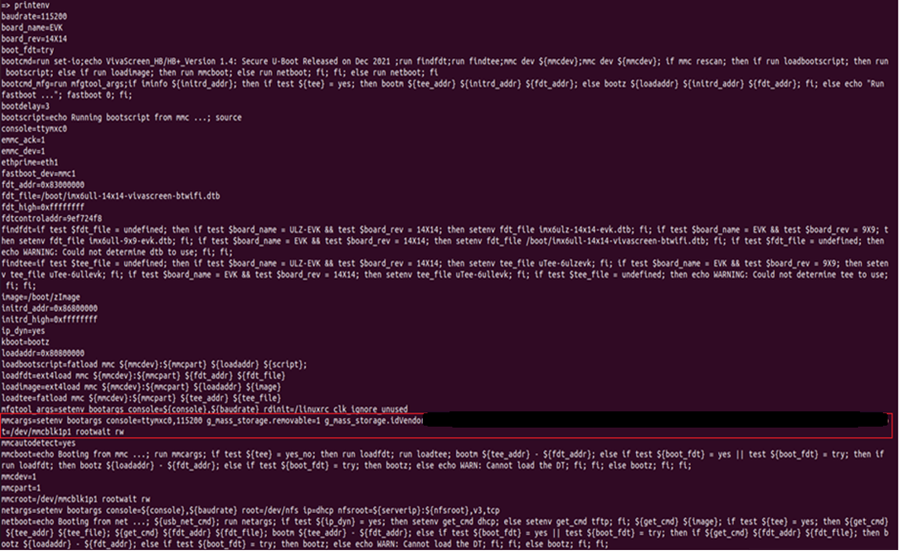 => printenv
baudrate=115200
board_name=EVK
board_rev=14X14
boot_fdt=try
bootcmd=run set-io;echo VivaScreen_HB/HB+_Version 1.4: Secure U-Boot Released on Dec 2021 ;run findfdt;run findtee;mmc dev ${mmcdev};mmc dev ${mmcdev}; if mmc rescan; then if run loadbootscript; then run
bootscript; else if run loadimage; then run mmcboot; else run netboot; fi; fi; else run netboot; fi
bootcmd_mfg=run mfgtool_args;if iminfo ${initrd_addr}; then if test ${tee} = yes; then bootm ${tee_addr} ${initrd_addr} ${fdt_addr}; else bootz ${loadaddr} ${initrd_addr} ${fdt_addr}; fi; else echo "Run
fastboot ..."; fastboot 0; fi;
bootdelay=3
bootscript=echo Running bootscript from mmc ...; source
console=ttymxc0
emmc_ack=1
emmc_dev=1
ethprime=eth1
fastboot_dev=mmc1
fdt_addr=0x83000000
fdt_file=/boot/imx6ull-14x14-vivascreen-btwifi.dtb
fdt_high=0xffffffff
fdtcontroladdr=9ef724f8
findfdt=if test $fdt_file = undefined; then if test $board_name = ULZ-EVK && test $board_rev = 14X14; then setenv fdt_file imx6ulz-14x14-evk.dtb; fi; if test $board_name = EVK && test $board_rev = 9X9; t
hen setenv fdt_file imx6ull-9x9-evk.dtb; fi; if test $board_name = EVK && test $board_rev = 14X14; then setenv fdt_file /boot/imx6ull-14x14-vivascreen-btwifi.dtb; fi; if test $fdt_file = undefined; then
echo WARNING: Could not determine dtb to use; fi; fi;
findtee=if test $tee_file = undefined; then if test $board_name = ULZ-EVK && test $board_rev = 14X14; then setenv tee_file uTee-6ulzevk; fi; if test $board_name = EVK && test $board_rev = 9X9; then seten
v tee_file uTee-6ullevk; fi; if test $board_name = EVK && test $board_rev = 14X14; then setenv tee_file uTee-6ullevk; fi; if test $tee_file = undefined; then echo WARNING: Could not determine tee to use;
fi; fi;
image=/boot/zImage
initrd_addr=0x86800000
initrd_high=0xffffffff
ip_dyn=yes
kboot=bootz
loadaddr=0x80800000
loadbootscript=fatload mmc ${mmcdev}:${mmcpart} ${loadaddr} ${script};
loadfdt=ext4load mmc ${mmcdev}:${mmcpart} ${fdt_addr} ${fdt_file}
loadimage=ext4load mmc ${mmcdev}:${mmcpart} ${loadaddr} ${image}
loadtee=fatload mmc ${mmcdev}:${mmcpart} ${tee_addr} ${tee_file}
mfgtool_args=setenv bootargs console=${console},${baudrate} rdinit=/linuxrc clk_ignore_unused
mmcargs=setenv bootargs console=ttymxc0,115200 g_mass_storage.removable=1 g_mass_storage.idVendor
t=/dev/mmcblk1p1 rootwait rw
mmcautodetect=yes
mmcboot=echo Booting from mmc ...; run mmcargs; if test ${tee} = yes_no; then run loadfdt; run loadtee; bootm ${tee_addr} - ${fdt_addr}; else if test ${boot_fdt} = yes || test ${boot_fdt} = try; then if
run loadfdt; then bootz ${loadaddr} - ${fdt_addr}; else if test ${boot_fdt} = try; then bootz; else echo WARN: Cannot load the DT; fi; fi; else bootz; fi; fi;
mmcdev=1
mmcpart=1
mmcroot=/dev/mmcblk1p1 rootwait rw
netargs=setenv bootargs console=${console},${baudrate} root=/dev/nfs ip=dhcp nfsroot=${serverip}:${nfsroot},v3,tcp
netboot=echo Booting from net ...; ${usb_net_cmd}; run netargs; if test ${ip_dyn} = yes; then setenv get_cmd dhcp; else setenv get_cmd tftp; fi; ${get_cmd} ${image}; if test ${tee} = yes; then ${get_cmd}
${tee_addr} ${tee_file}; ${get_cmd} ${fdt_addr} ${fdt_file}; bootm ${tee_addr} - ${fdt_addr}; else if test ${boot_fdt} = yes || test ${boot_fdt} = try; then if ${get_cmd} ${fdt_addr} ${fdt_file}; then b
ootz ${loadaddr} - ${fdt_addr}; else if test ${boot_fdt} = try; then bootz; else echo WARN: Cannot load the DT; fi; fi; else bootz; fi; fi;